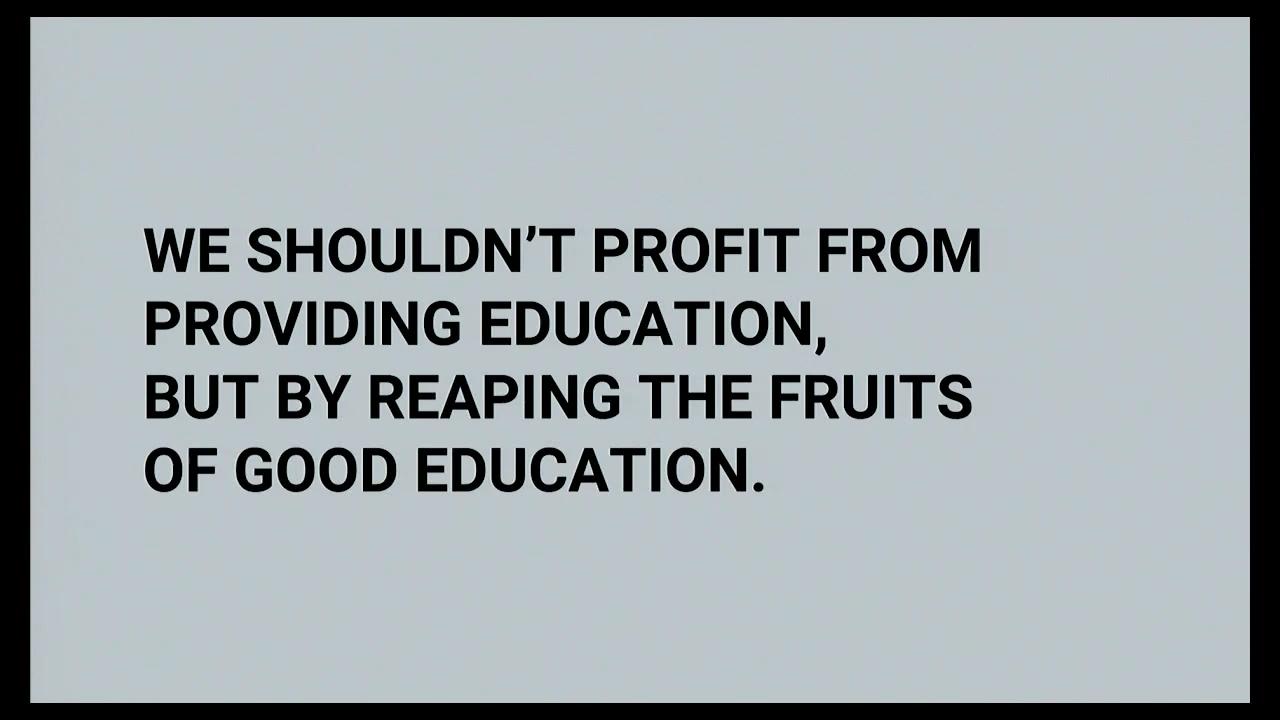 WE SHOULDN’T PROFIT FROM
PROVIDING EDUCATION,
BUT BY REAPING THE FRUITS
OF GOOD EDUCATION.